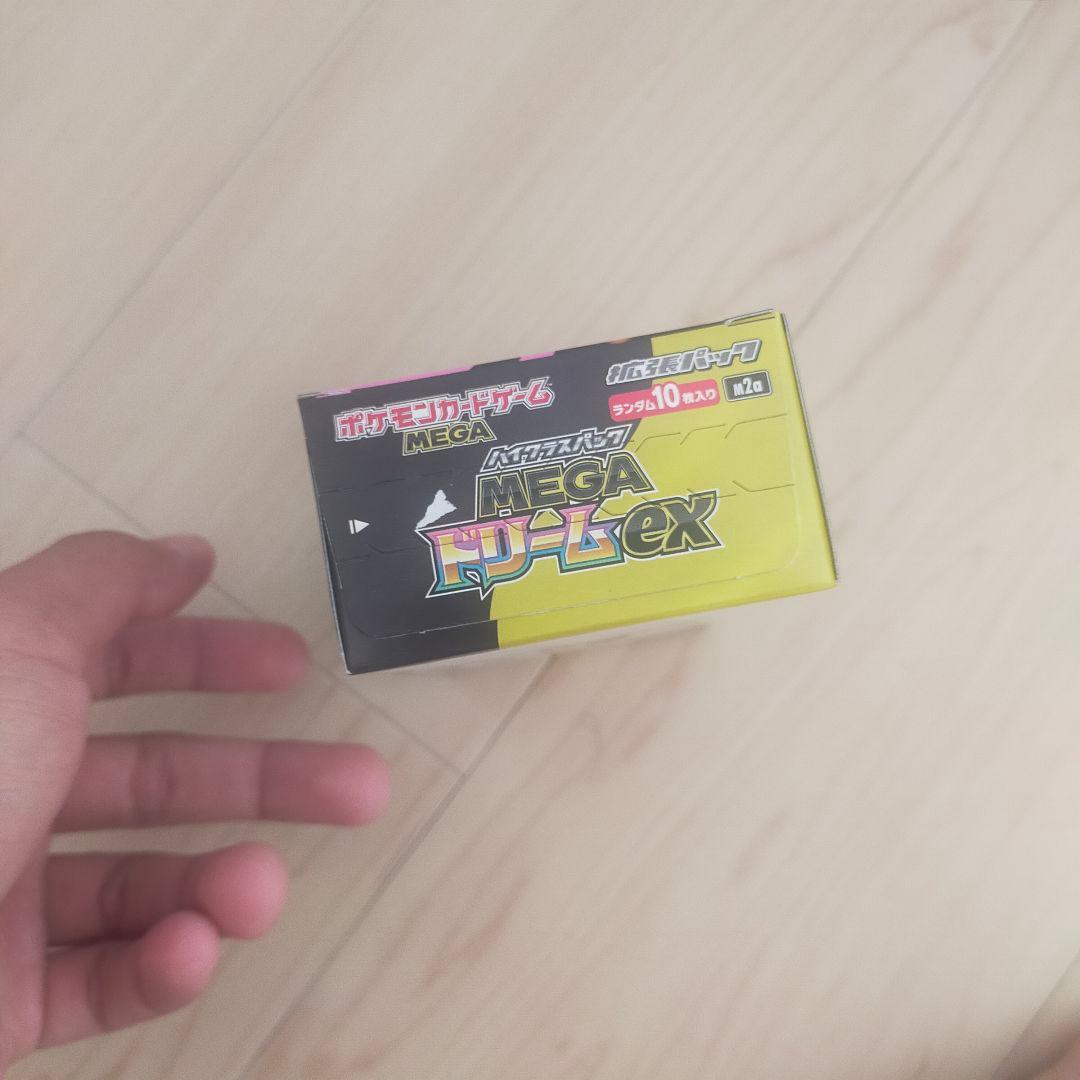 ポケモンカードゲーム
MEGA
拡張パック
ランダム10枚入り M2a
ハイクラスパック
MEGA
ドリームex